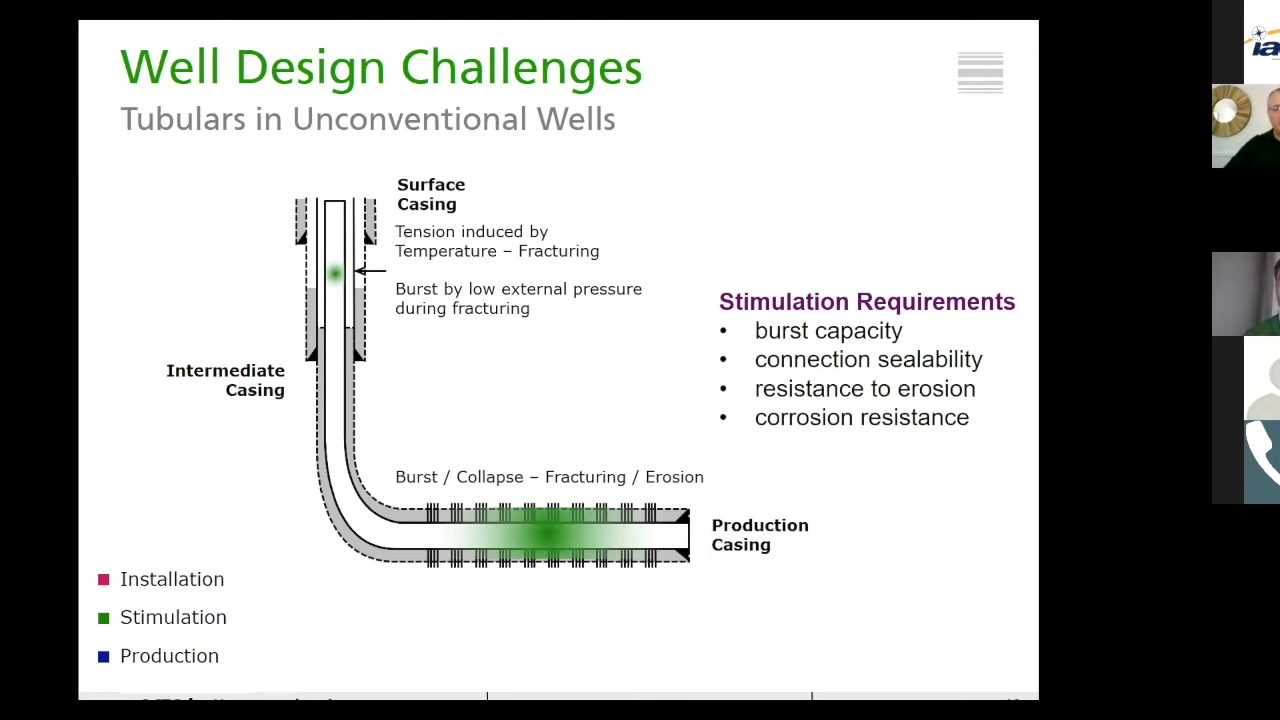 Well Design Challenges
Tubulars in Unconventional Wells
Surface
Casing
Tension induced by
Temperature – Fracturing
Burst by low external pressure
during fracturing
Stimulation Requirements
• burst capacity
• connection sealability
• resistance to erosion
• corrosion resistance
Intermediate
Casing
Burst / Collapse – Fracturing / Erosion
Production
Casing
Installation
Stimulation
Production